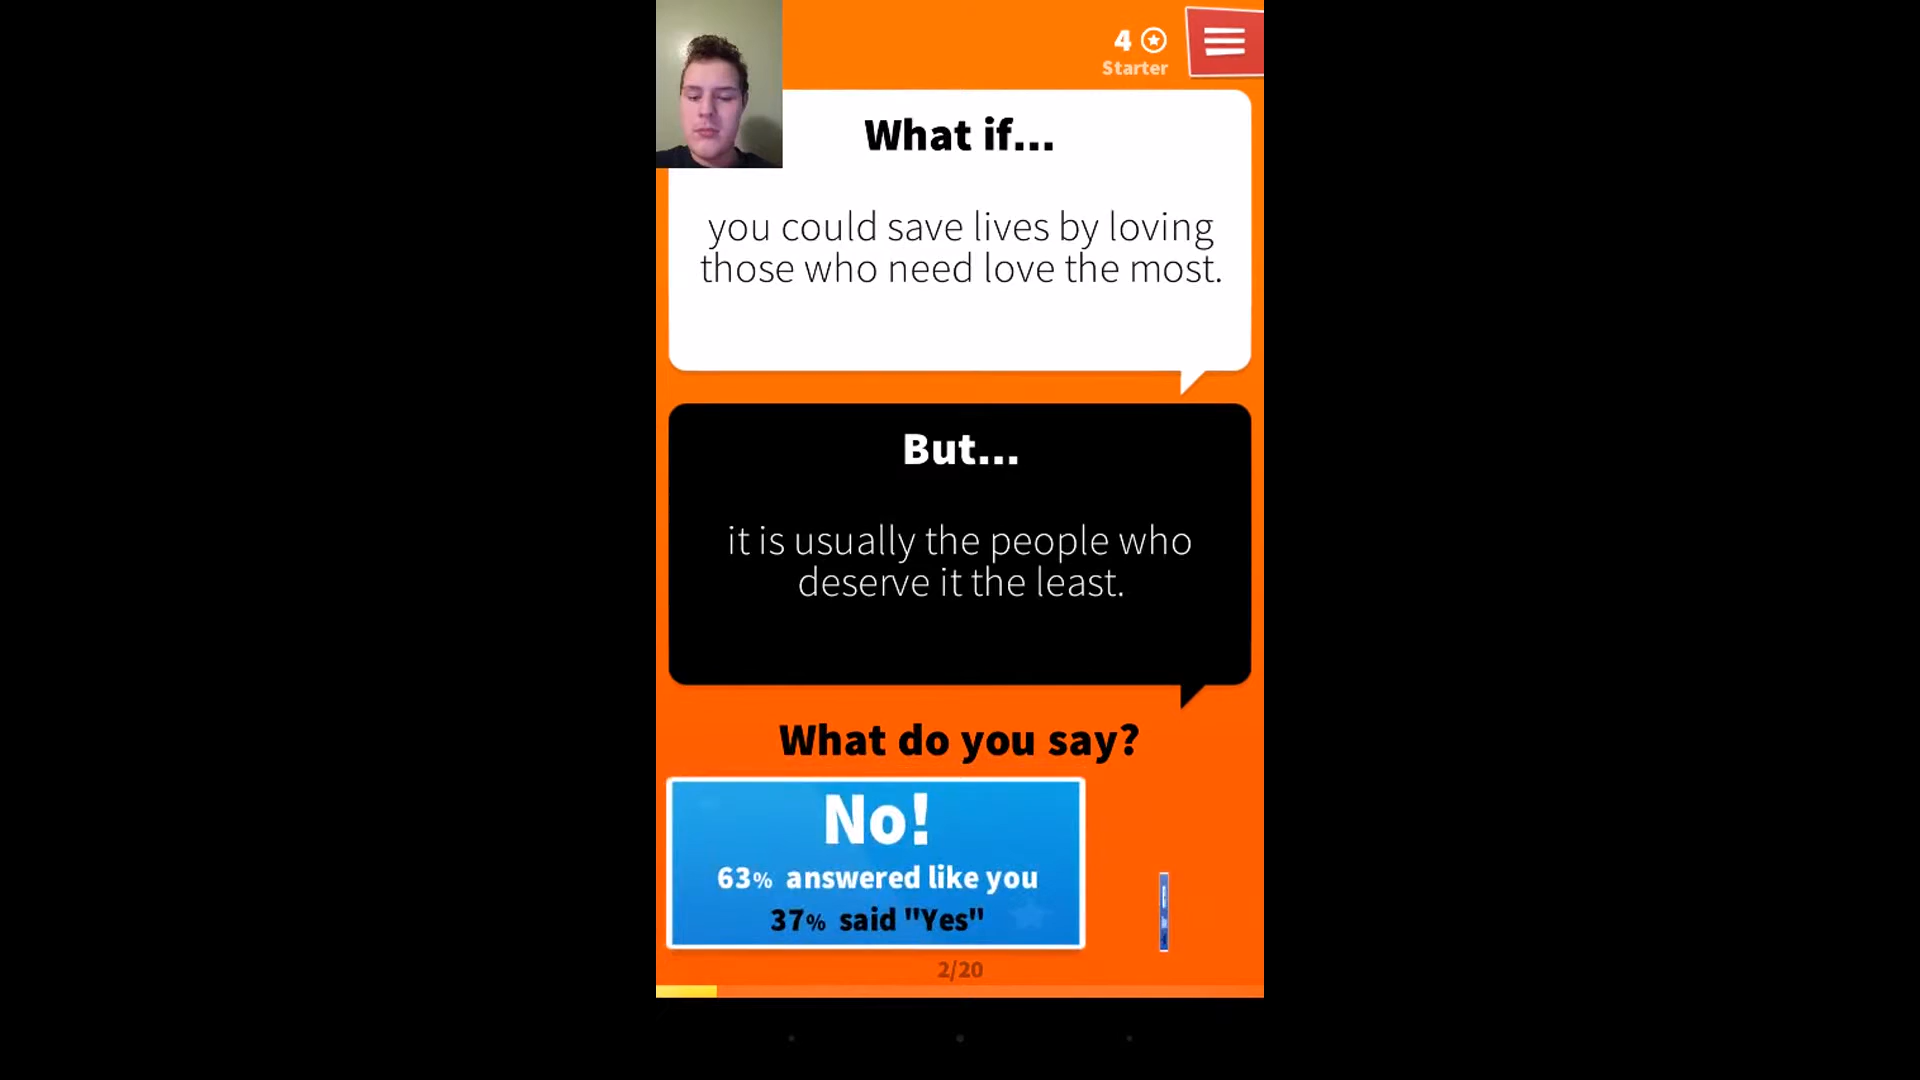 4
Starter
What if...
you could save lives by loving
those who need love the most.
But...
it is usually the people who
deserve it the least.
What do you say?
No!
63% answered like you
37% said "Yes"
2/20